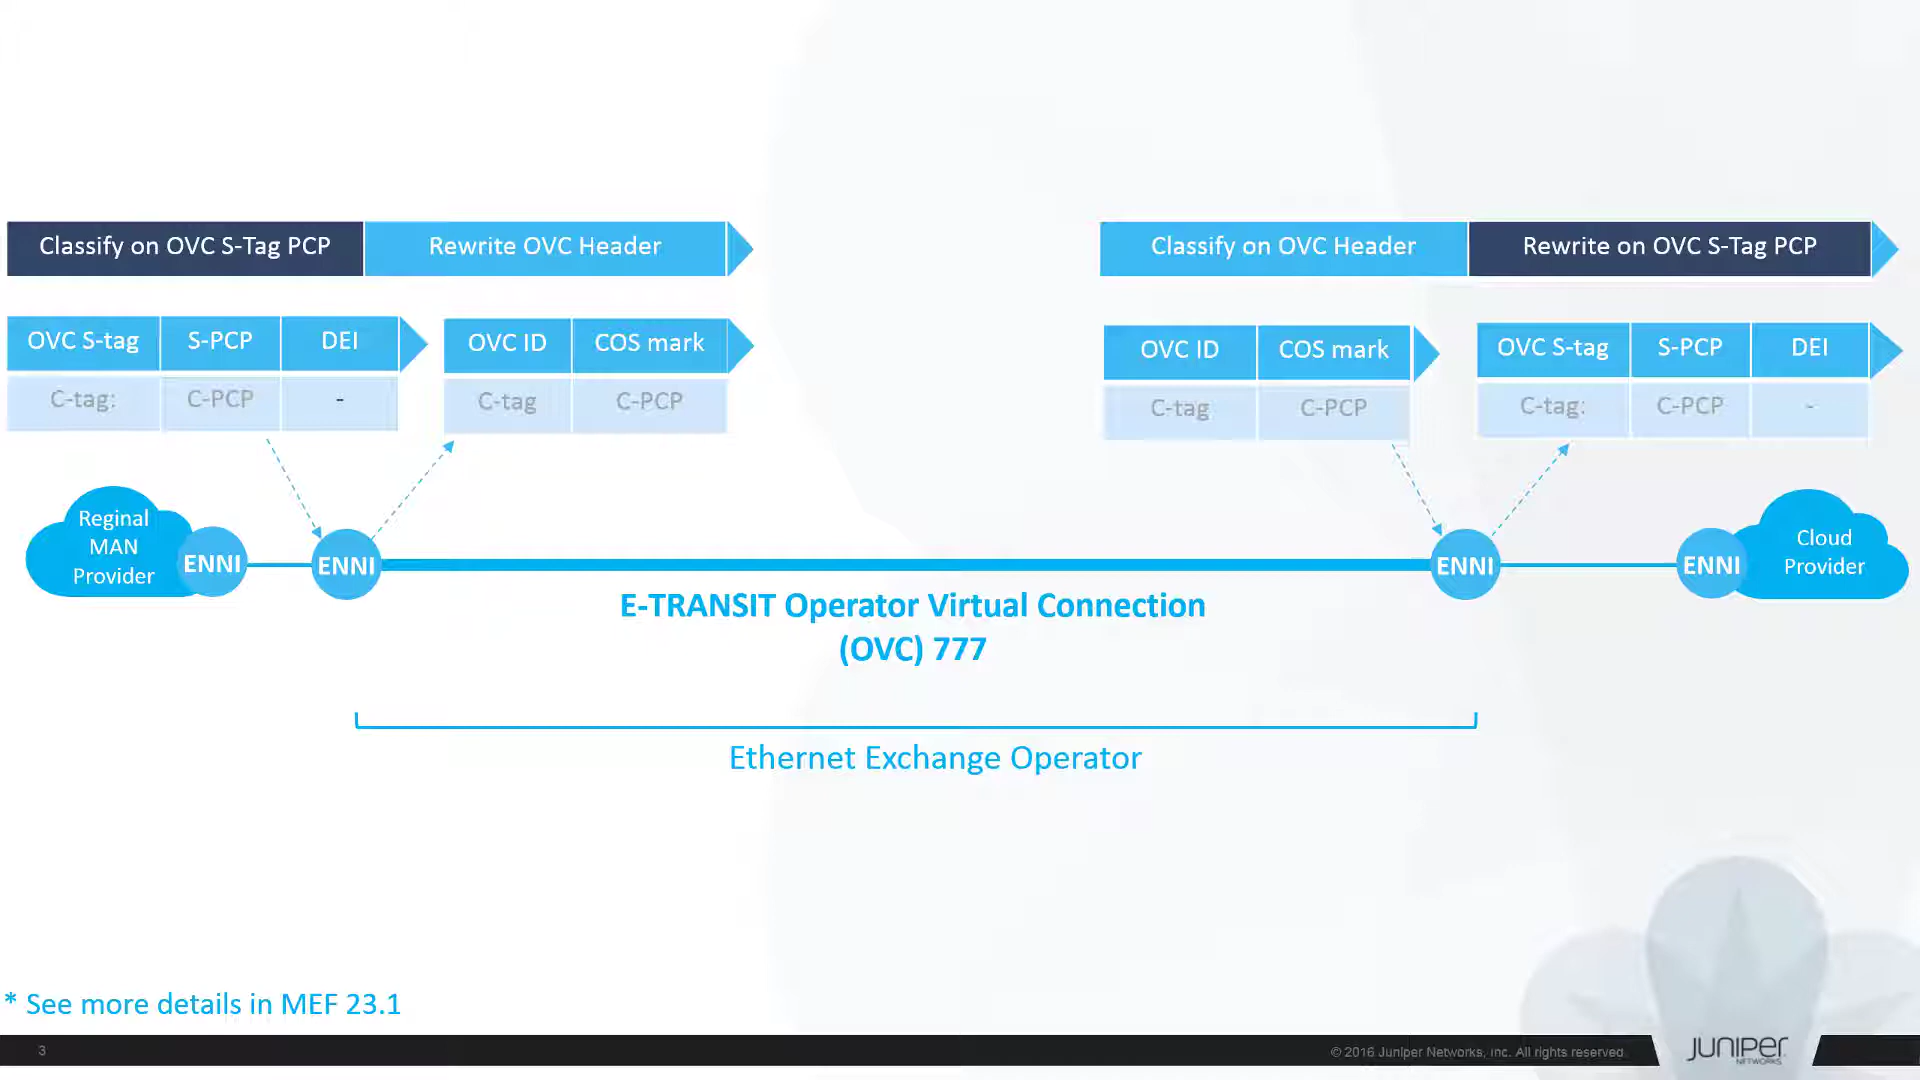 Classify on OVC S-Tag PCP
Rewrite OVC Header
Classify on OVC Header
Rewrite on OVC S-Tag PCP
OVC S-tag
S-PCP
DEI
C-tag:
C-PCP
-
OVC ID
COS mark
C-tag
C-PCP
OVC ID
COS mark
C-tag
C-PCP
OVC S-tag
S-PCP
DEI
C-tag:
C-PCP
-
Reginal
MAN
Provider
ENNI
ENNI
ENNI
ENNI
Cloud
Provider
E-TRANSIT Operator Virtual Connection
(OVC) 777
Ethernet Exchange Operator
* See more details in MEF 23.1
3
© 2016 Juniper Networks, Inc. All rights reserved.
JUNIPER
NETWORKS